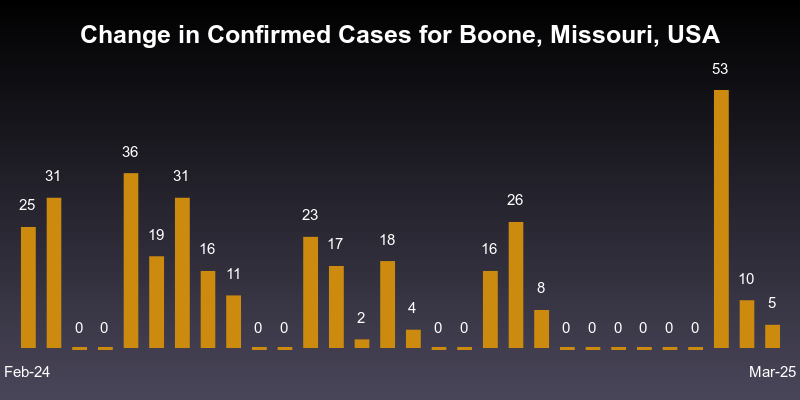 Change in Confirmed Cases for Boone, Missouri, USA
25 31 0 0 36 19 31 16 11 0 0 23 17 2 18 4 0 0 16 26 8 0 0 0 0 0 0 53 10 5
Feb-24 Mar-25